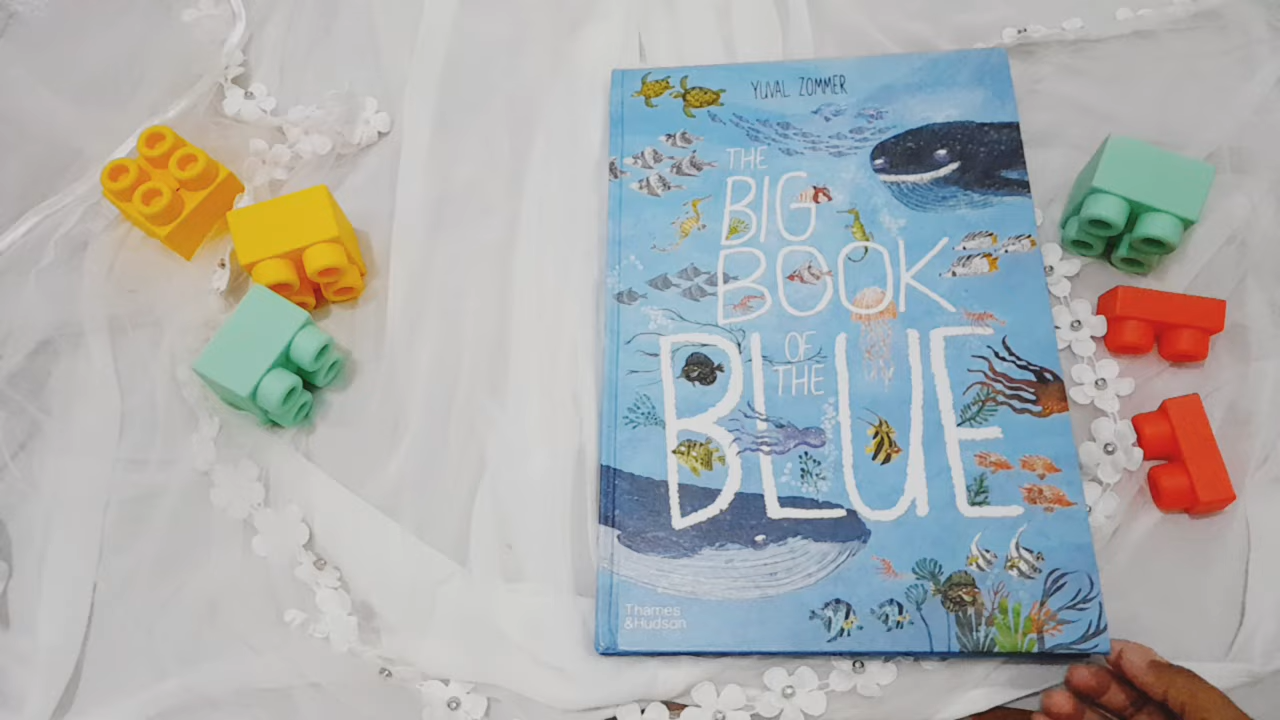 YUVAL ZOMMER
THE
BIG
BOOK
OF
THE
BLUE
Thames
&Hudson